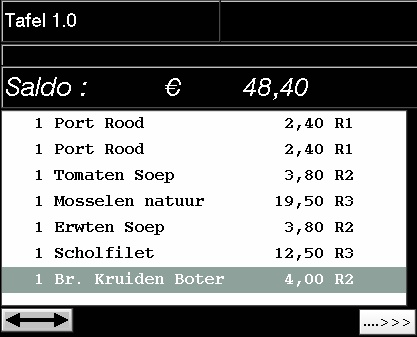 Tafel 1.0
Saldo : € 48,40
1 Port Rood 2,40 R1
1 Port Rood 2,40 R1
1 Tomaten Soep 3,80 R2
1 Mosselen natuur 19,50 R3
1 Erwten Soep 3,80 R2
1 Scholfilet 12,50 R3
1 Br. Kruiden Boter 4,00 R2
....>>>